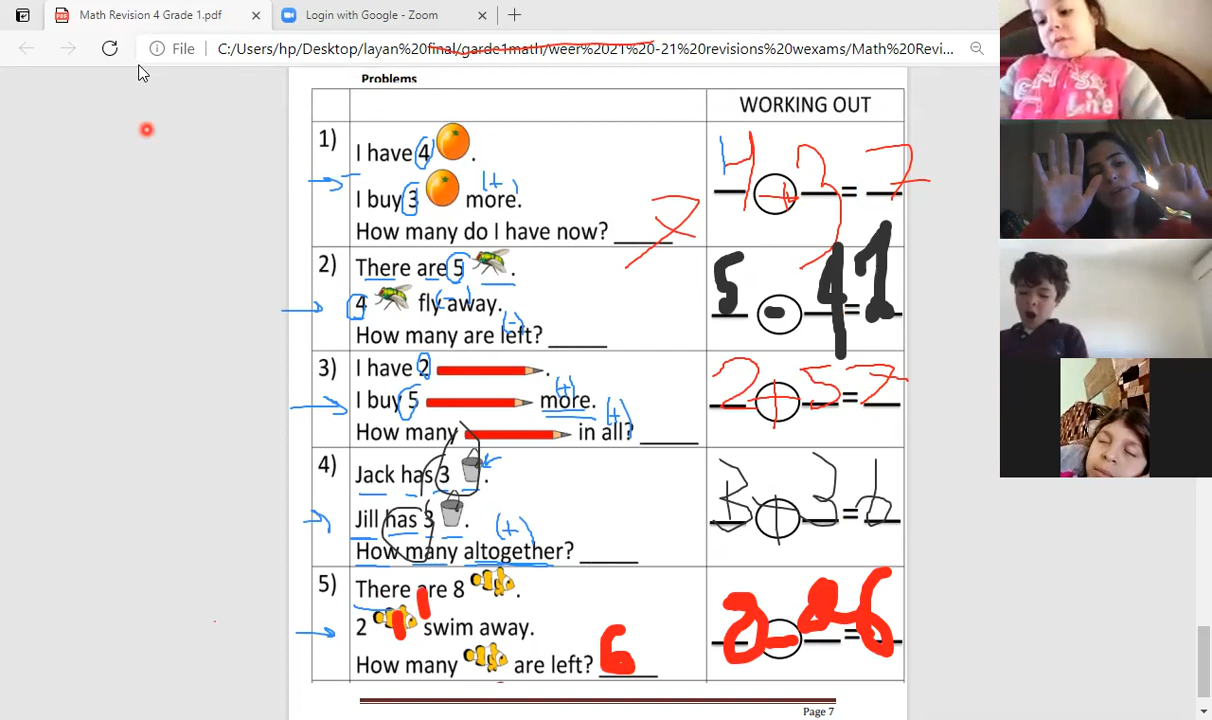 Math Revision 4 Grade 1.pdf
Login with Google - Zoom
File C:/Users/hp/Desktop/layan%20final/garde1math/weer%2021%20-21%20revisions%20wexams/Math%20Revi...
Problems
WORKING OUT
1) I have 4 .
I buy 3 more. (+)
How many do I have now? 7
4 + 3 = 7
2) There are 5 .
4 fly away. (-)
How many are left? (-)
5 - 4 = 1
3) I have 2 .
I buy 5 more. (+)
How many in all? (+)
2 + 5 = 7
4) Jack has 3 .
Jill has 3 .
How many altogether? (+)
3 + 3 = 6
5) There are 8 .
2 swim away.
How many are left? 6
8 - 2 = 6
Page 7